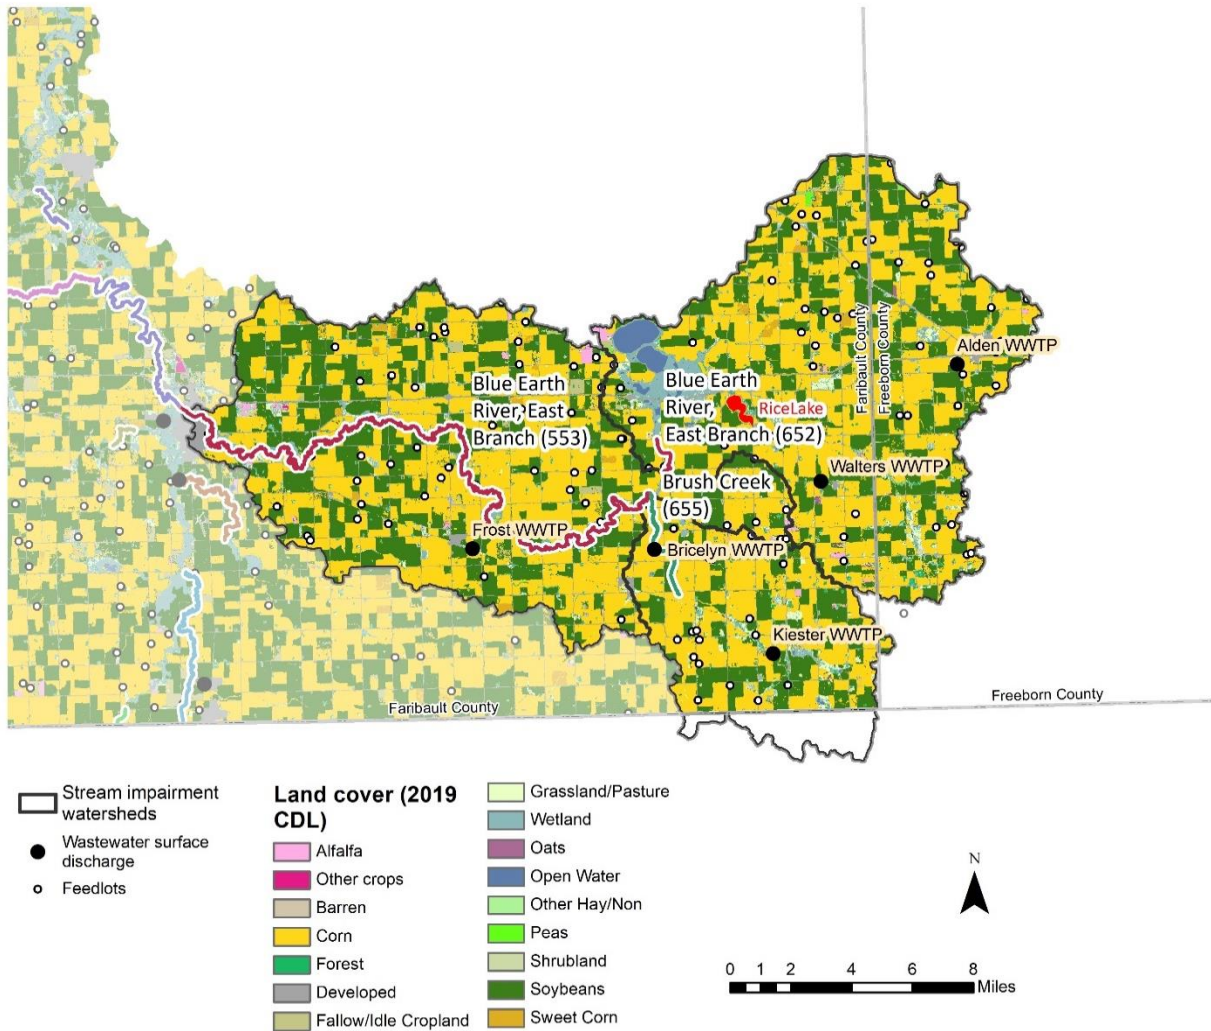 Faribault County
Freeborn County
Alden WWTP
Blue Earth
River, East
Branch (553)
Blue Earth
River,
East Branch (652)
RiceLake
Walters WWTP
Brush Creek
(655)
Frost WWTP
Bricelyn WWTP
Kiester WWTP
Faribault County
Freeborn County
Stream impairment
watersheds
Wastewater surface
discharge
Feedlots
Land cover (2019
CDL)
Alfalfa
Other crops
Barren
Corn
Forest
Developed
Fallow/Idle Cropland
Grassland/Pasture
Wetland
Oats
Open Water
Other Hay/Non
Peas
Shrubland
Soybeans
Sweet Corn
N
0 1 2 4 6 8
Miles